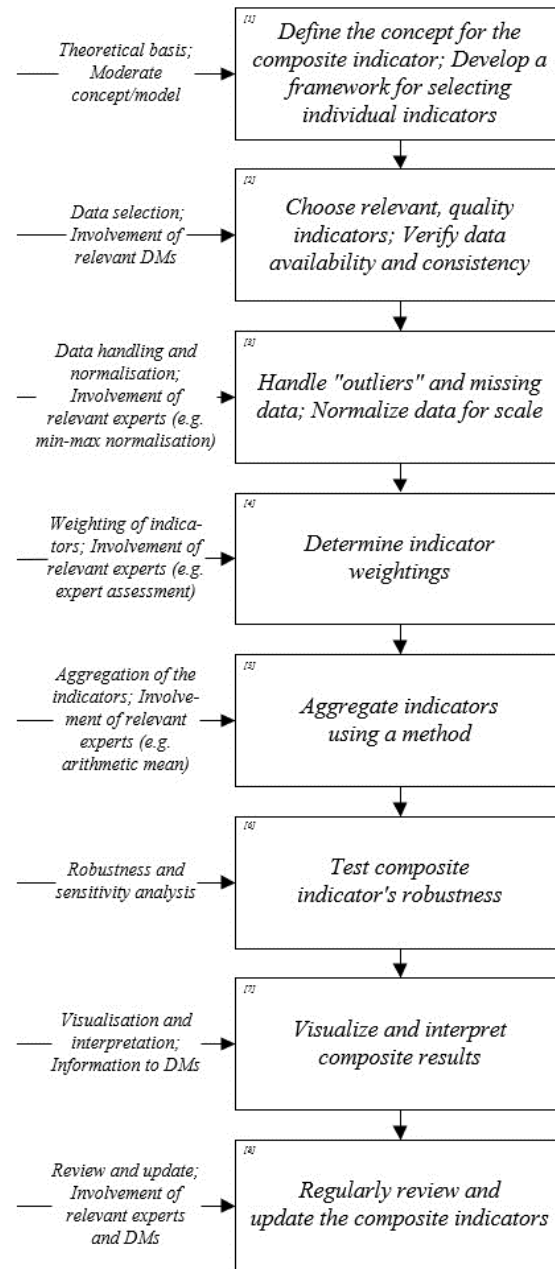 Theoretical basis;
Moderate
concept/model
[1]
Define the concept for the
composite indicator; Develop a
framework for selecting
individual indicators
Data selection;
Involvement of
relevant DMs
[2]
Choose relevant, quality
indicators; Verify data
availability and consistency
Data handling and
normalisation;
Involvement of
relevant experts (e.g.
min-max normalisation)
[3]
Handle "outliers" and missing
data; Normalize data for scale
Weighting of indica-
tors; Involvement of
relevant experts (e.g.
expert assessment)
[4]
Determine indicator
weightings
Aggregation of the
indicators; Involve-
ment of relevant
experts (e.g.
arithmetic mean)
[5]
Aggregate indicators
using a method
Robustness and
sensitivity analysis
[6]
Test composite
indicator's robustness
Visualisation and
interpretation;
Information to DMs
[7]
Visualize and interpret
composite results
Review and update;
Involvement of
relevant experts
and DMs
[8]
Regularly review and
update the composite indicators